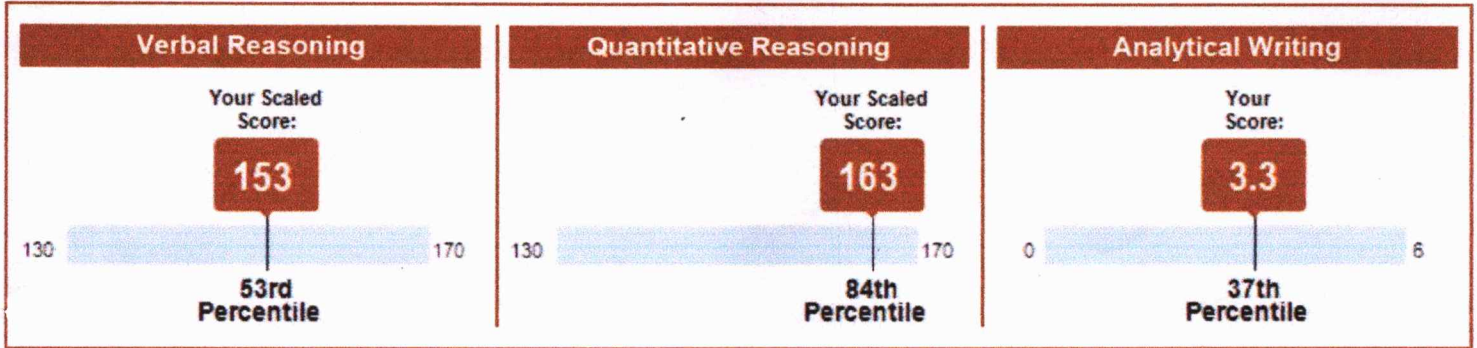 Verbal Reasoning
Your Scaled
Score:
153
130
170
53rd
Percentile
Quantitative Reasoning
Your Scaled
Score:
163
130
170
84th
Percentile
Analytical Writing
Your
Score:
3.3
0
6
37th
Percentile